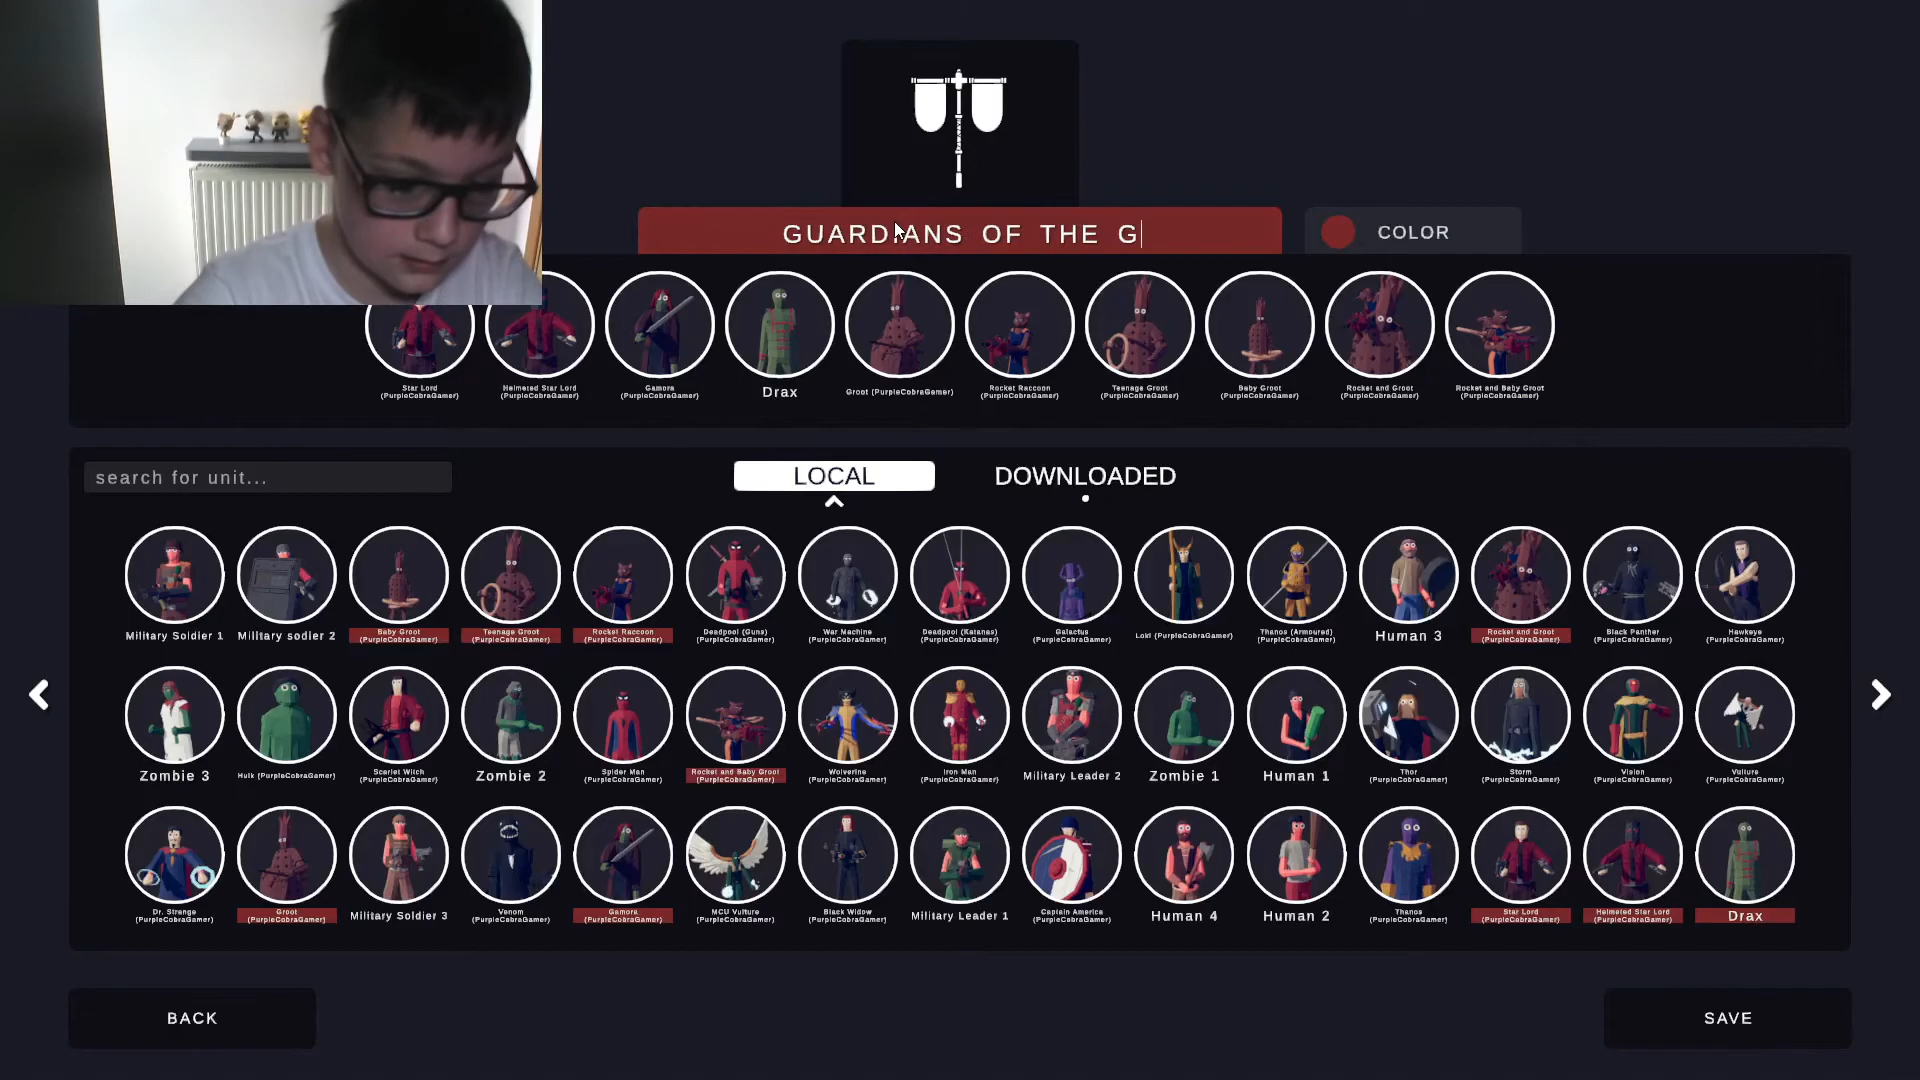 GUARDIANS OF THE G
COLOR
Star Lord
(PurpleCobraGamer)
Helmeted Star Lord
(PurpleCobraGamer)
Gamora
(PurpleCobraGamer)
Drax
Groot (PurpleCobraGamer)
Rocket Raccoon
(PurpleCobraGamer)
Teenage Groot
(PurpleCobraGamer)
Baby Groot
(PurpleCobraGamer)
Rocket and Groot
(PurpleCobraGamer)
Rocket and Baby Groot
(PurpleCobraGamer)
search for unit...
LOCAL
DOWNLOADED
Military Soldier 1
Military sodier 2
Baby Groot
(PurpleCobraGamer)
Teenage Groot
(PurpleCobraGamer)
Rocket Raccoon
(PurpleCobraGamer)
Deadpool (Guns)
(PurpleCobraGamer)
War Machine
(PurpleCobraGamer)
Deadpool (Katanas)
(PurpleCobraGamer)
Galactus
(PurpleCobraGamer)
Loki (PurpleCobraGamer)
Thanos (Armoured)
(PurpleCobraGamer)
Human 3
Rocket and Groot
(PurpleCobraGamer)
Black Panther
(PurpleCobraGamer)
Hawkeye
(PurpleCobraGamer)
Zombie 3
Hulk (PurpleCobraGamer)
Scarlet Witch
(PurpleCobraGamer)
Zombie 2
Spider Man
(PurpleCobraGamer)
Rocket and Baby Groot
(PurpleCobraGamer)
Wolverine
(PurpleCobraGamer)
Iron Man
(PurpleCobraGamer)
Military Leader 2
Zombie 1
Human 1
Thor
(PurpleCobraGamer)
Storm
(PurpleCobraGamer)
Vision
(PurpleCobraGamer)
Vulture
(PurpleCobraGamer)
Dr. Strange
(PurpleCobraGamer)
Groot
(PurpleCobraGamer)
Military Soldier 3
Venom
(PurpleCobraGamer)
Gamora
(PurpleCobraGamer)
MCU Vulture
(PurpleCobraGamer)
Black Widow
(PurpleCobraGamer)
Military Leader 1
Captain America
(PurpleCobraGamer)
Human 4
Human 2
Thanos
(PurpleCobraGamer)
Star Lord
(PurpleCobraGamer)
Helmeted Star Lord
(PurpleCobraGamer)
Drax
BACK
SAVE